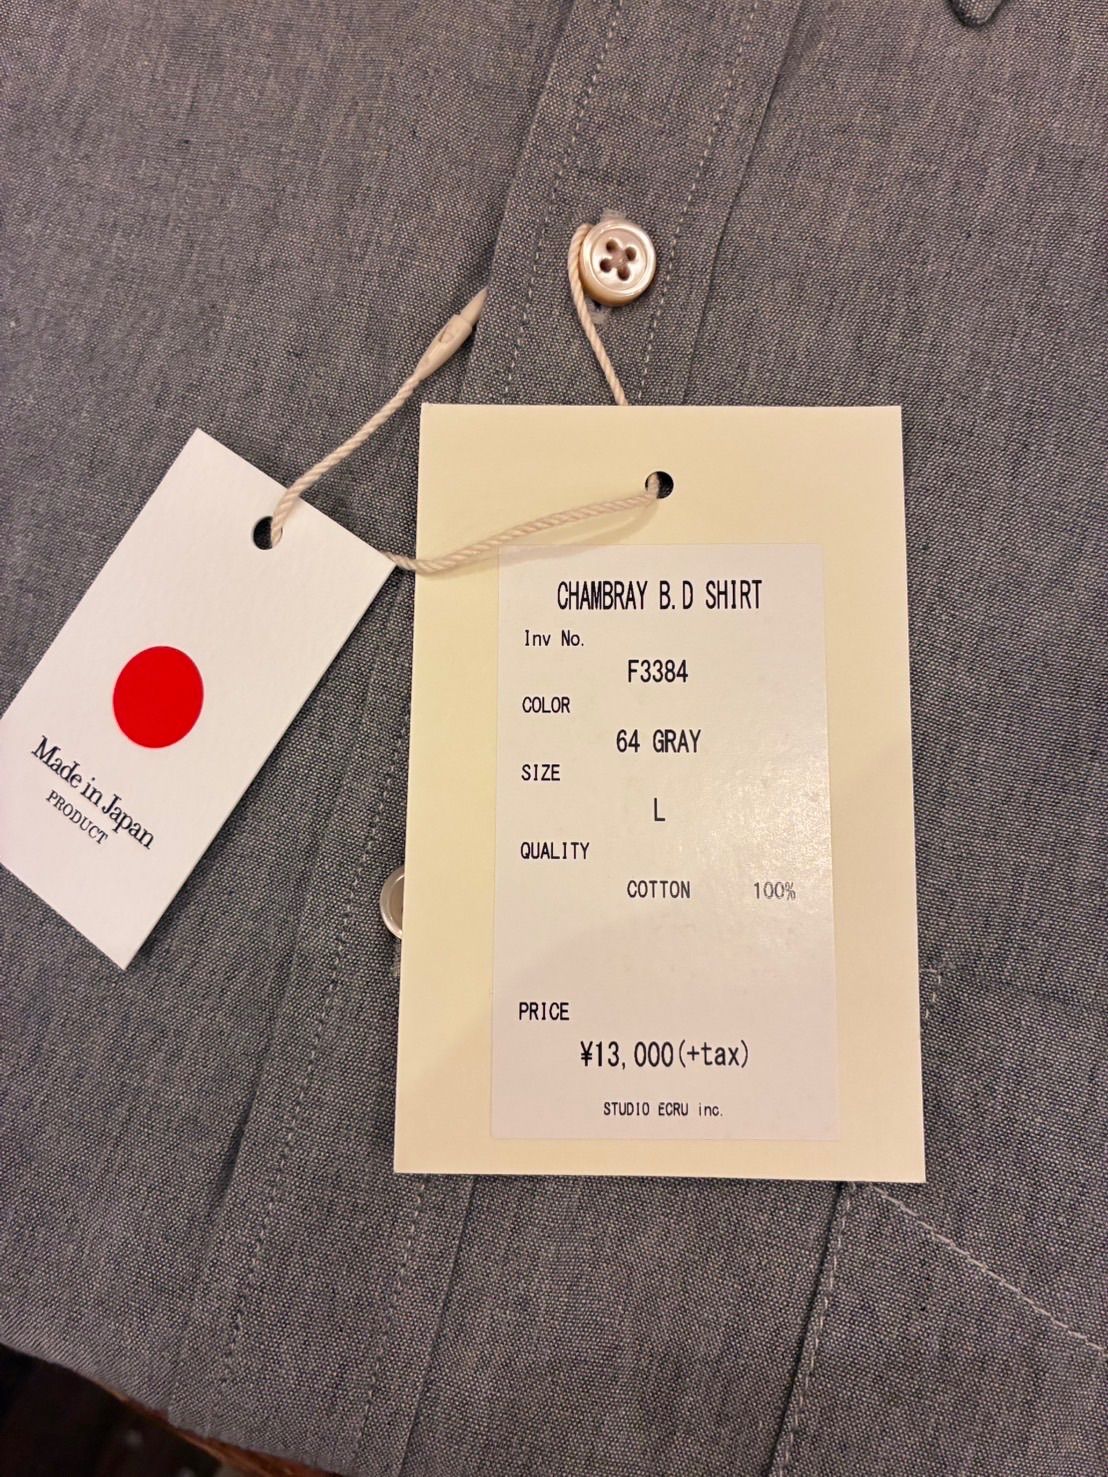 Made in Japan
PRODUCT
CHAMBRAY B.D SHIRT
Inv No.
F3384
COLOR
64 GRAY
SIZE
L
QUALITY
COTTON 100%
PRICE
¥13,000(+tax)
STUDIO ECRU inc.